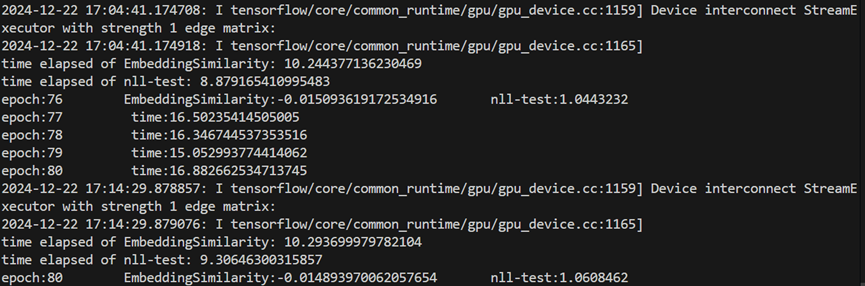 2024-12-22 17:04:41.174708: I tensorflow/core/common_runtime/gpu/gpu_device.cc:1159] Device interconnect StreamE
xecutor with strength 1 edge matrix:
2024-12-22 17:04:41.174918: I tensorflow/core/common_runtime/gpu/gpu_device.cc:1165]
time elapsed of EmbeddingSimilarity: 10.244377136230469
time elapsed of nll-test: 8.879165410995483
epoch:76 EmbeddingSimilarity:-0.015093619172534916 nll-test:1.0443232
epoch:77 time:16.50235414505005
epoch:78 time:16.346744537353516
epoch:79 time:15.052993774414062
epoch:80 time:16.882662534713745
2024-12-22 17:14:29.878857: I tensorflow/core/common_runtime/gpu/gpu_device.cc:1159] Device interconnect StreamE
xecutor with strength 1 edge matrix:
2024-12-22 17:14:29.879076: I tensorflow/core/common_runtime/gpu/gpu_device.cc:1165]
time elapsed of EmbeddingSimilarity: 10.293699979782104
time elapsed of nll-test: 9.30646300315857
epoch:80 EmbeddingSimilarity:-0.014893970062057654 nll-test:1.0608462